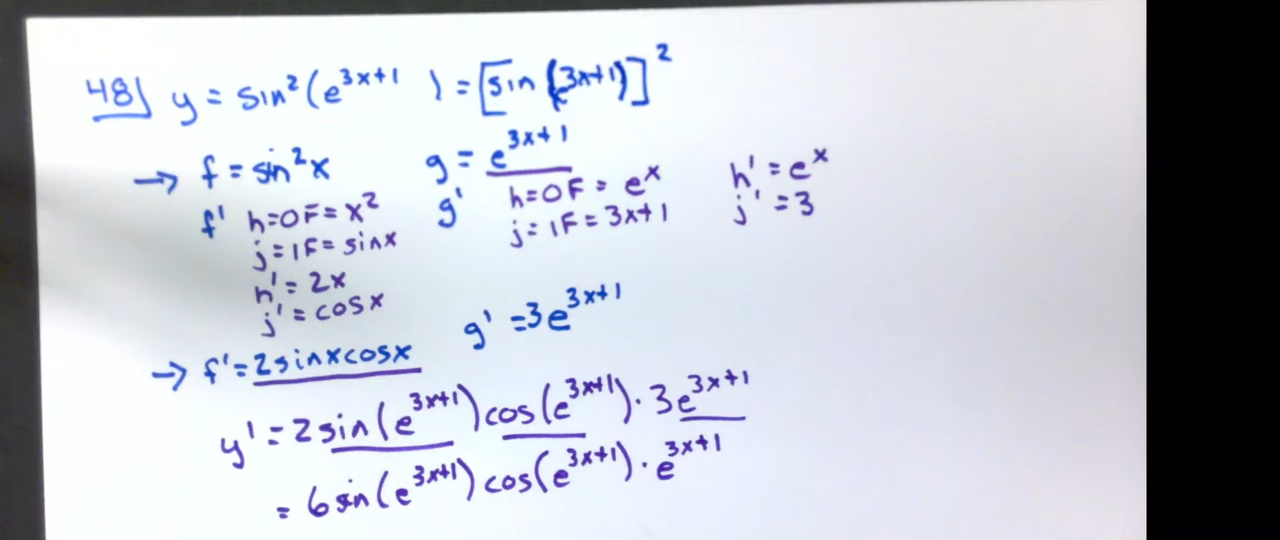 48) y = sin²(e^{3x+1} ) = [sin (e^{3x+1})]²
→ f = sin²x g = e^{3x+1}
f' h=OF=x² g' h=OF=e^x h' = e^x
j=IF=sinx j=IF=3x+1 j' = 3
h'=2x
j'=cosx
→ f'=2sinxcosx g' =3e^{3x+1}
y' = 2sin(e^{3x+1})cos(e^{3x+1})·3e^{3x+1}
= 6sin(e^{3x+1})cos(e^{3x+1})·e^{3x+1}